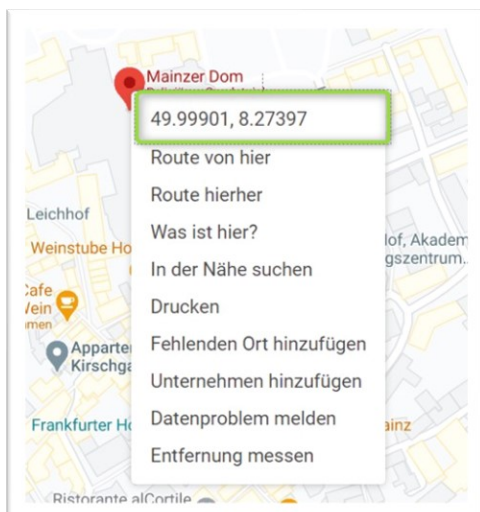 Mainzer Dom
49.99901, 8.27397
Route von hier
Route hierher
Leichhof
Was ist hier?
Weinstube Ho
lof, Akadem
gszentrum..
In der Nähe suchen
Cafe
Drucken
Fehlenden Ort hinzufügen
Apparte
Kirschga
Unternehmen hinzufügen
Datenproblem melden
Frankfurter Ho
ainz
Entfernung messen
Ristorante alCortile